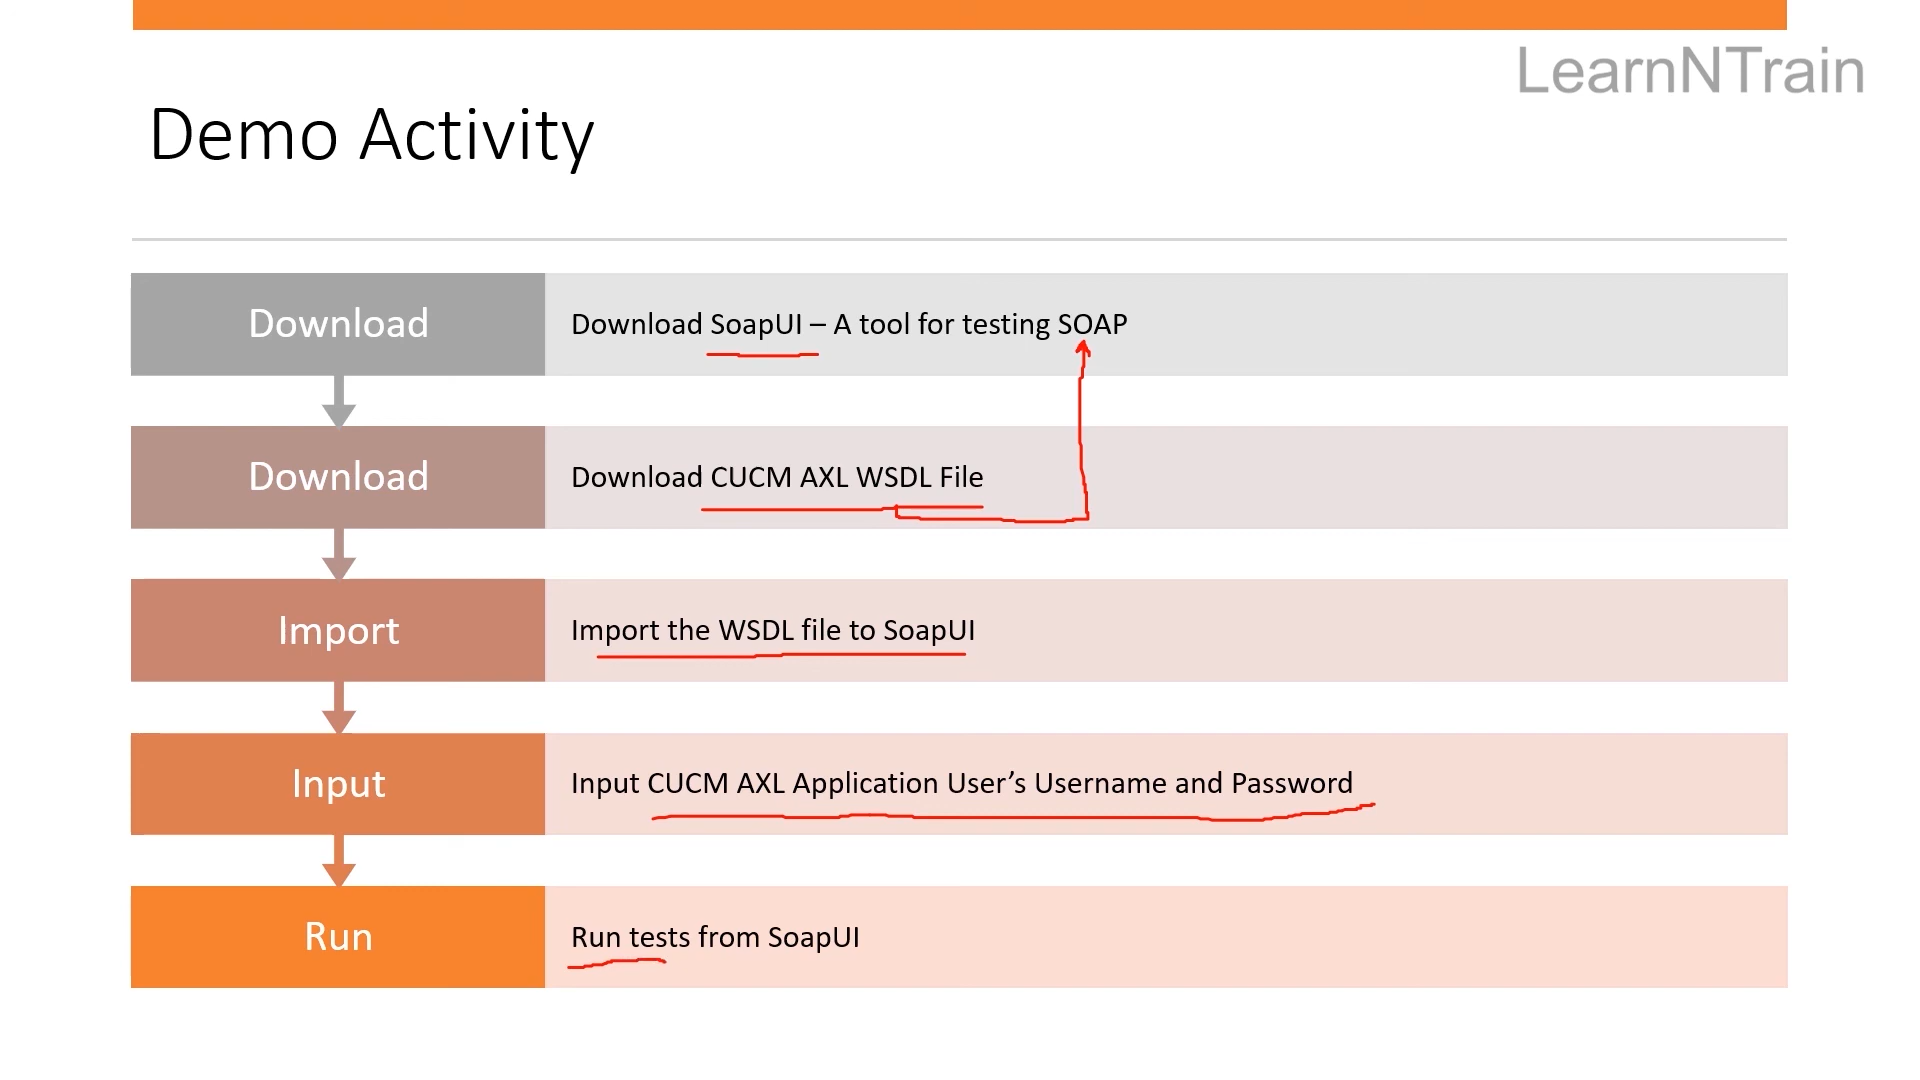 LearnNTrain
Demo Activity
Download
Download SoapUI – A tool for testing SOAP
Download
Download CUCM AXL WSDL File
Import
Import the WSDL file to SoapUI
Input
Input CUCM AXL Application User’s Username and Password
Run
Run tests from SoapUI